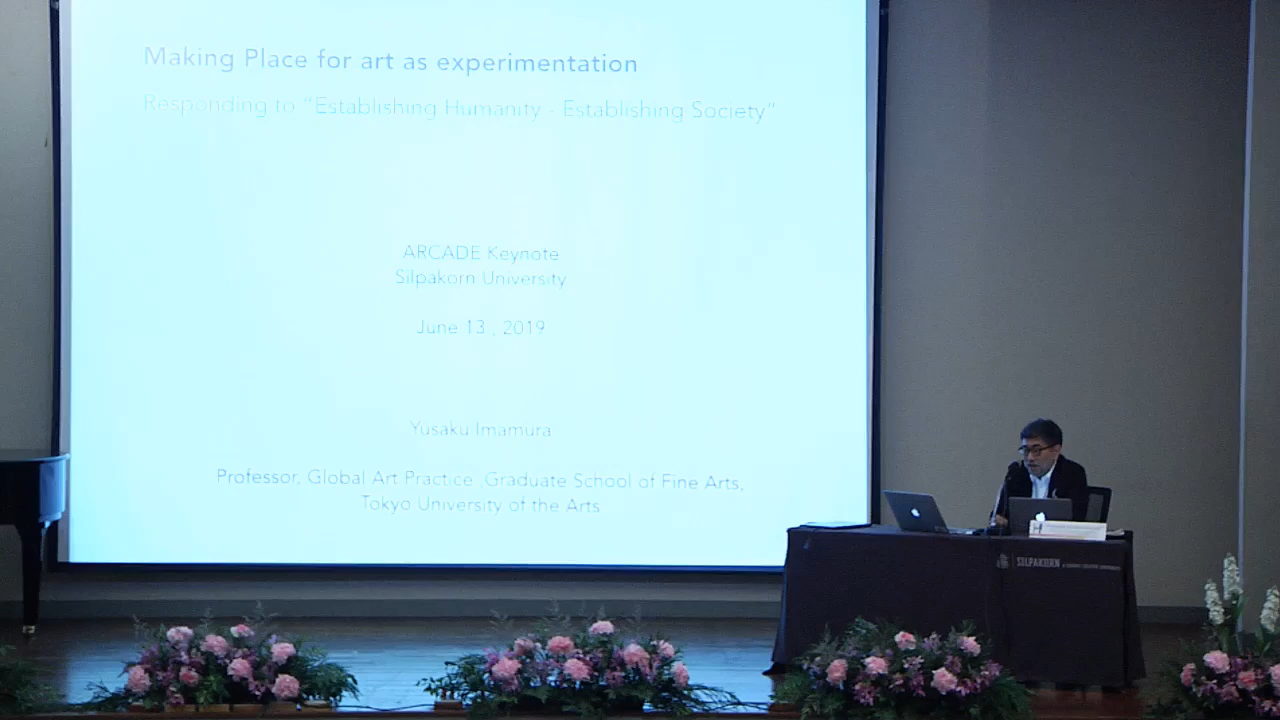 Making Place for art as experimentation
Responding to “Establishing Humanity - Establishing Society”
ARCADE Keynote
Silpakorn University
June 13 , 2019
Yusaku Imamura
Professor, Global Art Practice ,Graduate School of Fine Arts,
Tokyo University of the Arts
SILPAKORN